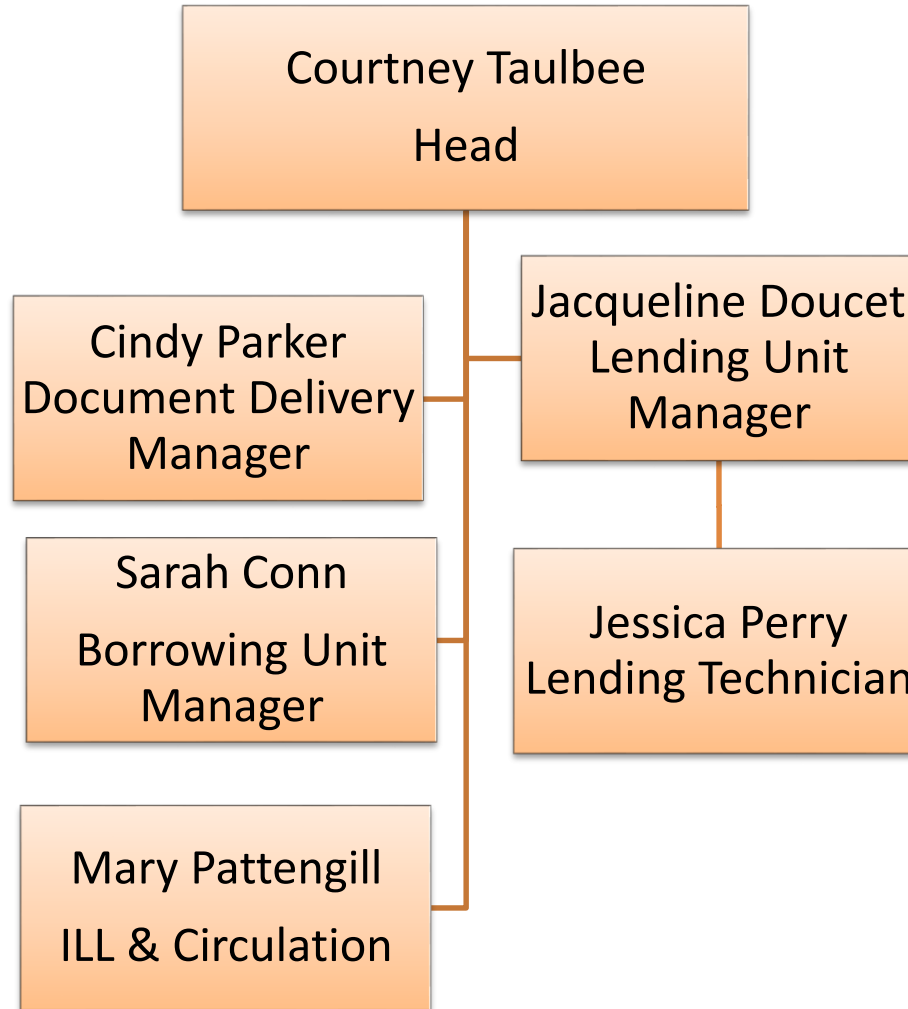 Courtney Taulbee
Head
Jacqueline Doucet
Lending Unit
Manager
Cindy Parker
Document Delivery
Manager
Sarah Conn
Borrowing Unit
Manager
Jessica Perry
Lending Technician
Mary Pattengill
ILL & Circulation